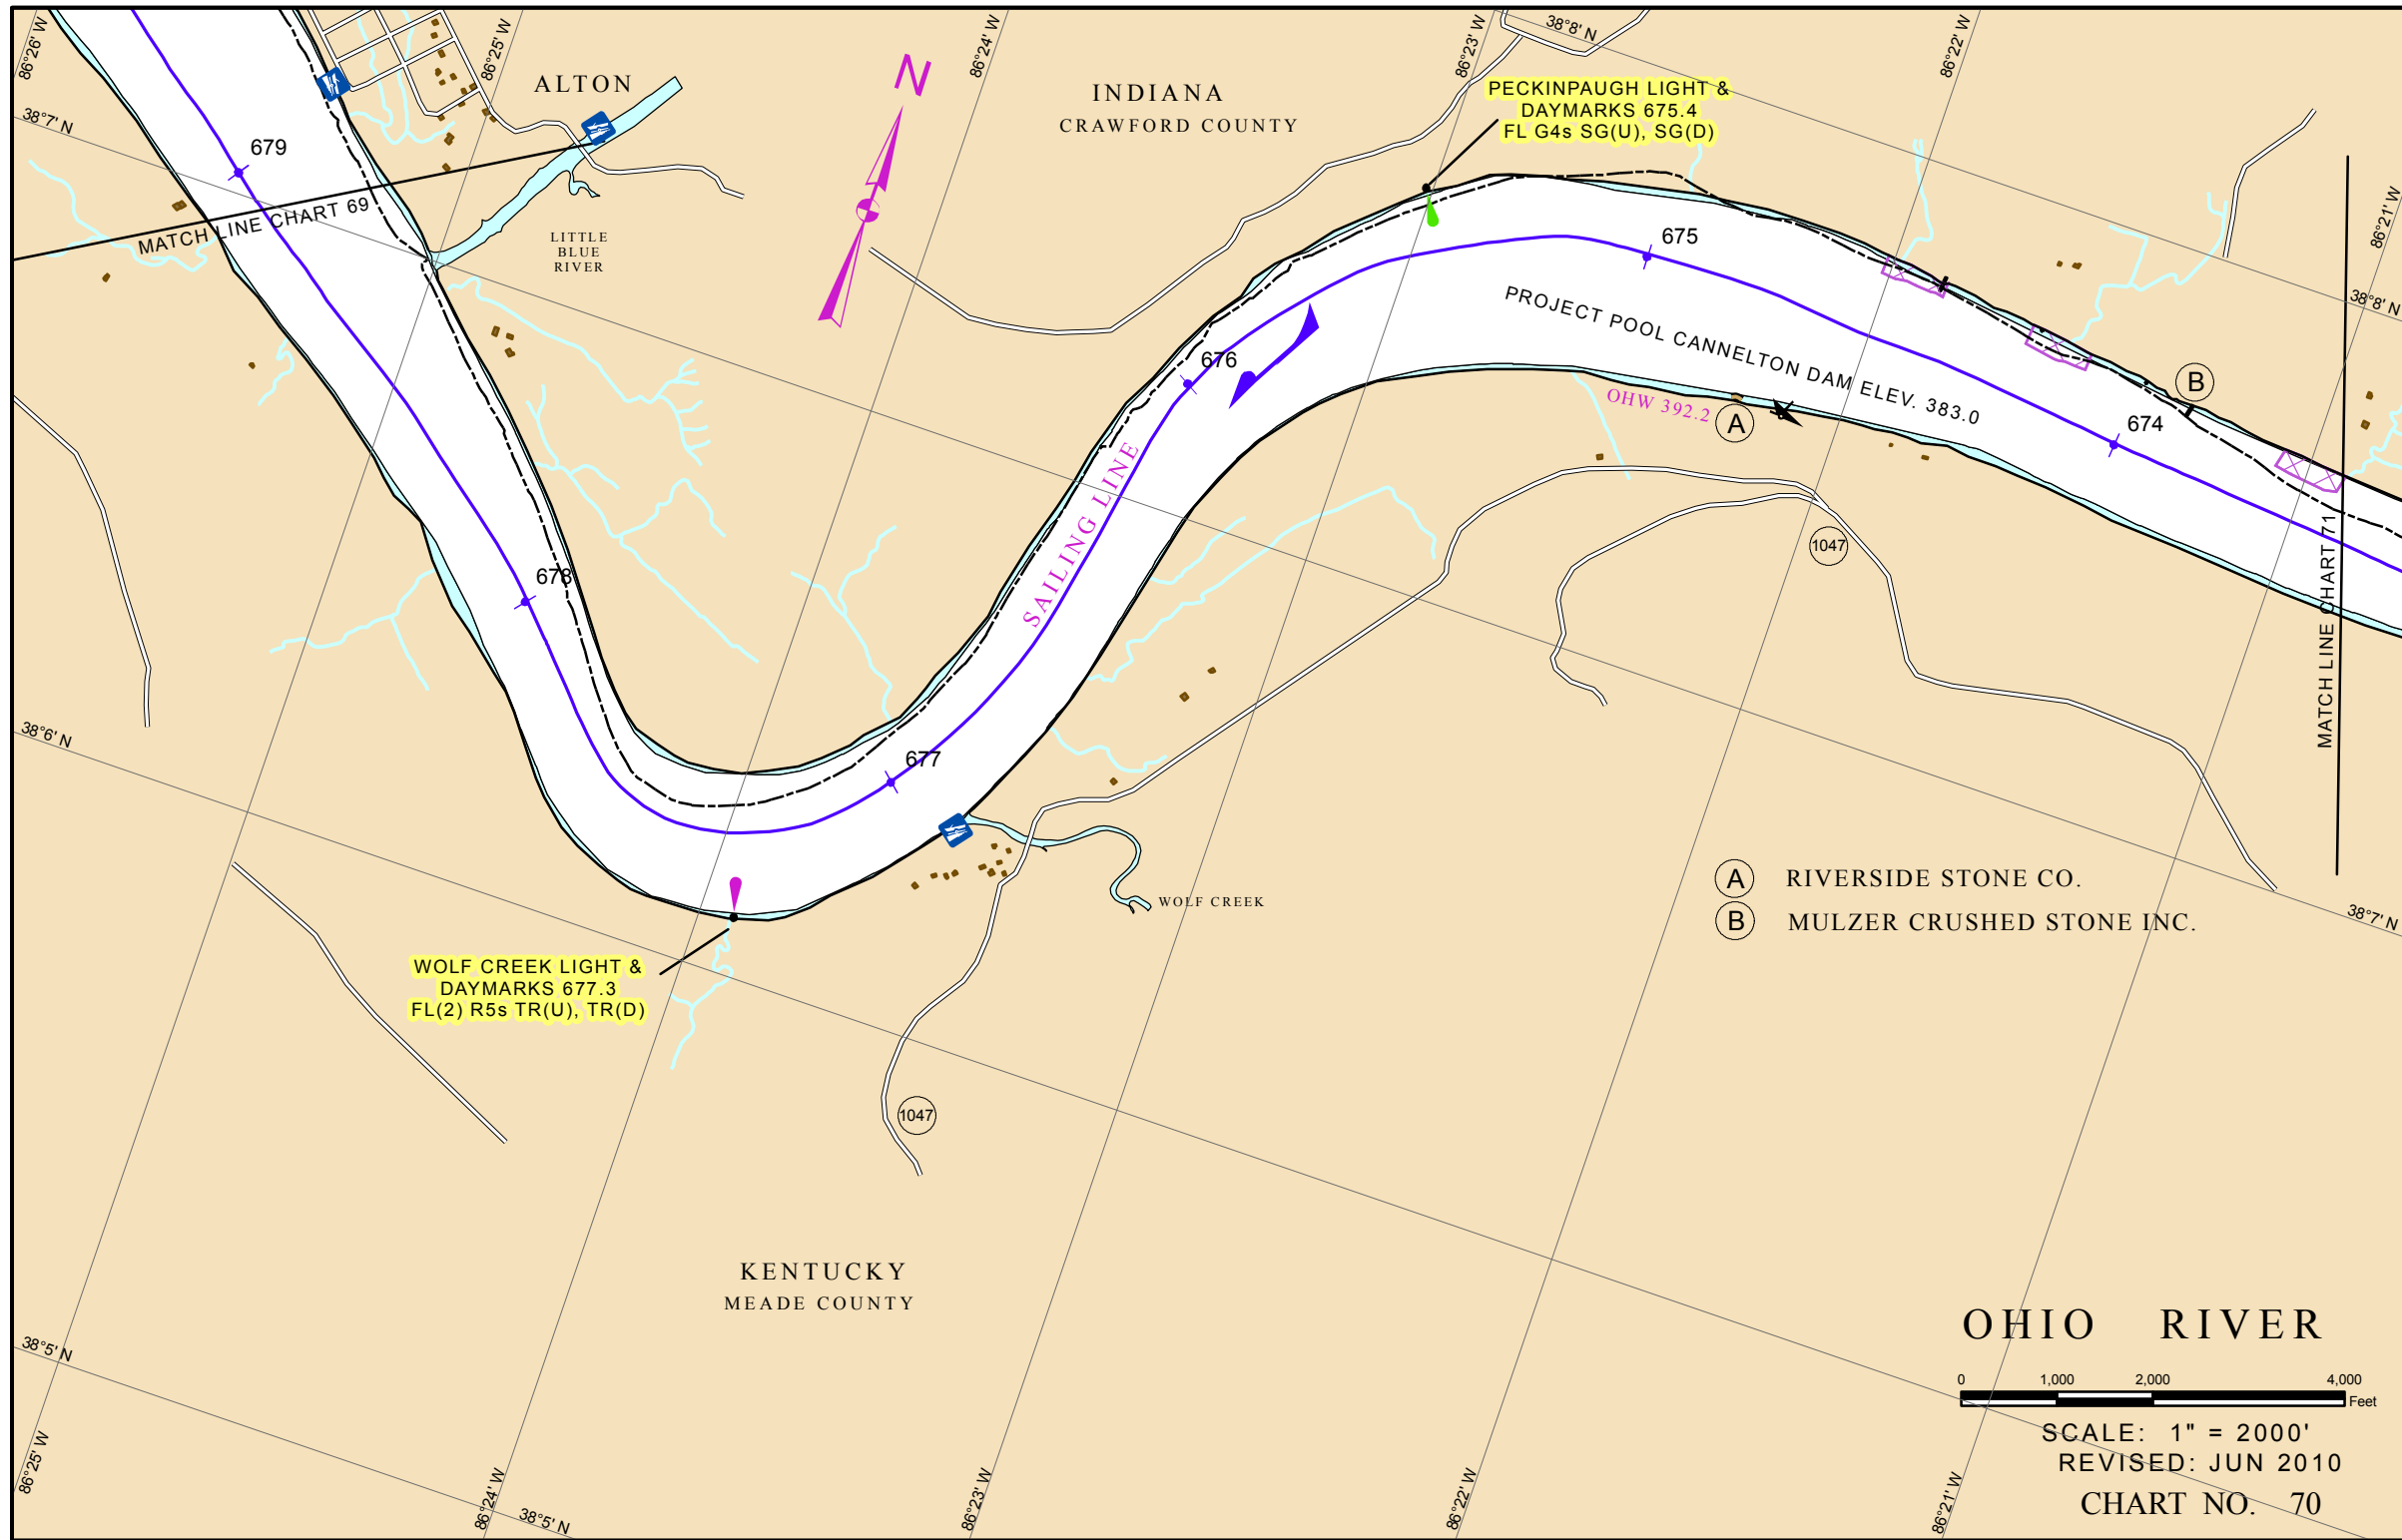 86°26' W
86°25' W
86°24' W
86°23' W
38°8' N
86°22' W
ALTON
INDIANA
CRAWFORD COUNTY
N
PECKINPAUGH LIGHT &
DAYMARKS 675.4
FL G4s SG(U), SG(D)
38°7' N
679
MATCH LINE CHART 69
LITTLE
BLUE
RIVER
675
86°21' W
38°8' N
PROJECT POOL CANNELTON DAM ELEV. 383.0
676
OHW 392.2
A
B
674
SAILING LINE
1047
678
MATCH LINE CHART 71
38°6' N
677
WOLF CREEK
A RIVERSIDE STONE CO.
B MULZER CRUSHED STONE INC.
38°7' N
WOLF CREEK LIGHT &
DAYMARKS 677.3
FL(2) R5s TR(U), TR(D)
1047
KENTUCKY
MEADE COUNTY
38°5' N
OHIO RIVER
0 1,000 2,000 4,000
Feet
SCALE: 1" = 2000'
REVISED: JUN 2010
CHART NO. 70
86°25' W
86°24' W
38°5' N
86°23' W
86°22' W
86°21' W